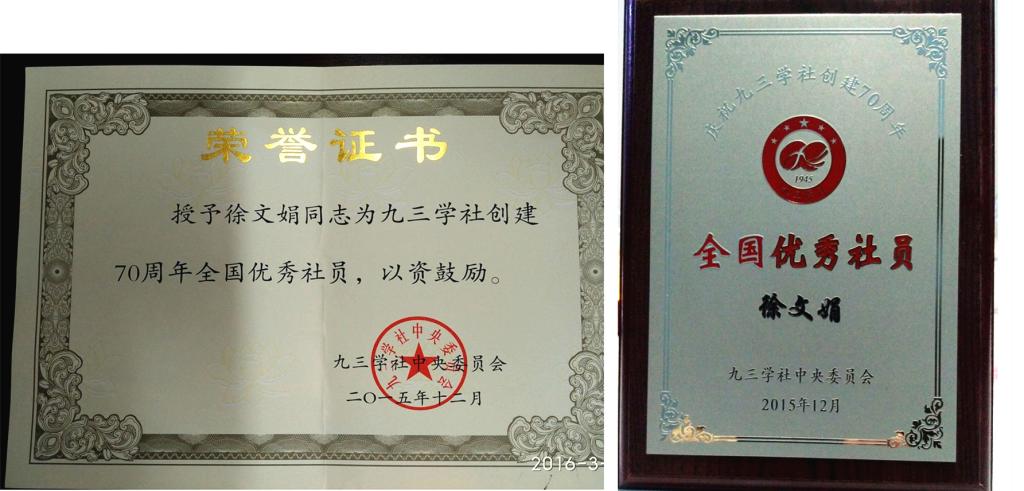 荣誉证书
授予徐文娟同志为九三学社创建
70周年全国优秀社员，以资鼓励。
九三学社中央委员会
二〇一五年十二月
九三学社中央委员会
2016-3-
庆祝九三学社创建70周年
1945
全国优秀社员
徐文娟
九三学社中央委员会
2015年12月